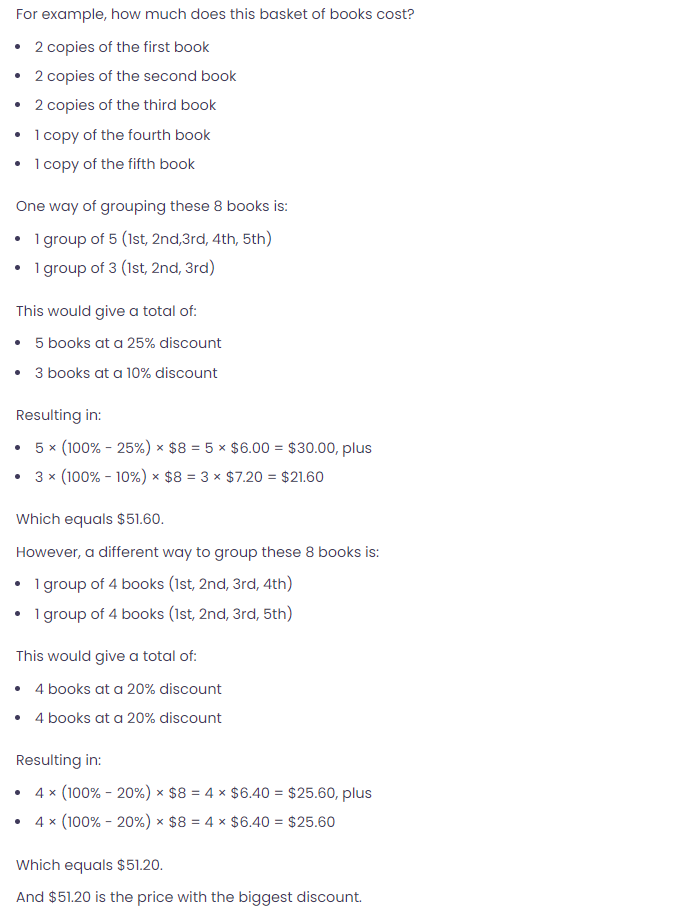 For example, how much does this basket of books cost?
• 2 copies of the first book
• 2 copies of the second book
• 2 copies of the third book
• 1 copy of the fourth book
• 1 copy of the fifth book
One way of grouping these 8 books is:
• 1 group of 5 (1st, 2nd,3rd, 4th, 5th)
• 1 group of 3 (1st, 2nd, 3rd)
This would give a total of:
• 5 books at a 25% discount
• 3 books at a 10% discount
Resulting in:
• 5 × (100% - 25%) × $8 = 5 × $6.00 = $30.00, plus
• 3 × (100% - 10%) × $8 = 3 × $7.20 = $21.60
Which equals $51.60.
However, a different way to group these 8 books is:
• 1 group of 4 books (1st, 2nd, 3rd, 4th)
• 1 group of 4 books (1st, 2nd, 3rd, 5th)
This would give a total of:
• 4 books at a 20% discount
• 4 books at a 20% discount
Resulting in:
• 4 × (100% - 20%) × $8 = 4 × $6.40 = $25.60, plus
• 4 × (100% - 20%) × $8 = 4 × $6.40 = $25.60
Which equals $51.20.
And $51.20 is the price with the biggest discount.